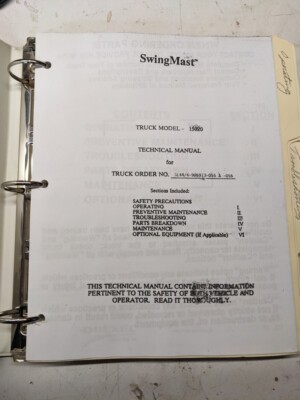 SwingMast®
TRUCK MODEL - 15020
TECHNICAL MANUAL
for
TRUCK ORDER NO.
Sections Included:
SAFETY PRECAUTIONS
OPERATING I
PREVENTIVE MAINTENANCE II
TROUBLESHOOTING III
PARTS BREAKDOWN IV
MAINTENANCE V
OPTIONAL EQUIPMENT (If Applicable) VI
THIS TECHNICAL MANUAL CONTAINS INFORMATION
PERTINENT TO THE SAFETY OF BOTH VEHICLE AND
OPERATOR. READ IT THOROUGHLY.
Operating